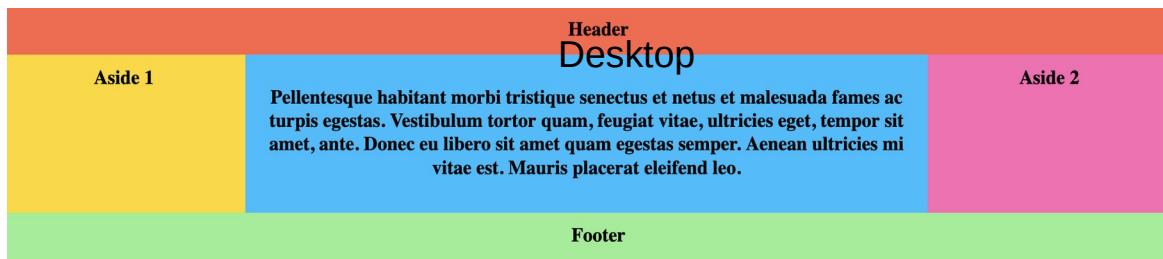 Header
Desktop
Aside 1
Pellentesque habitant morbi tristique senectus et netus et malesuada fames ac
turpis egestas. Vestibulum tortor quam, feugiat vitae, ultricies eget, tempor sit
amet, ante. Donec eu libero sit amet quam egestas semper. Aenean ultricies mi
vitae est. Mauris placerat eleifend leo.
Aside 2
Footer